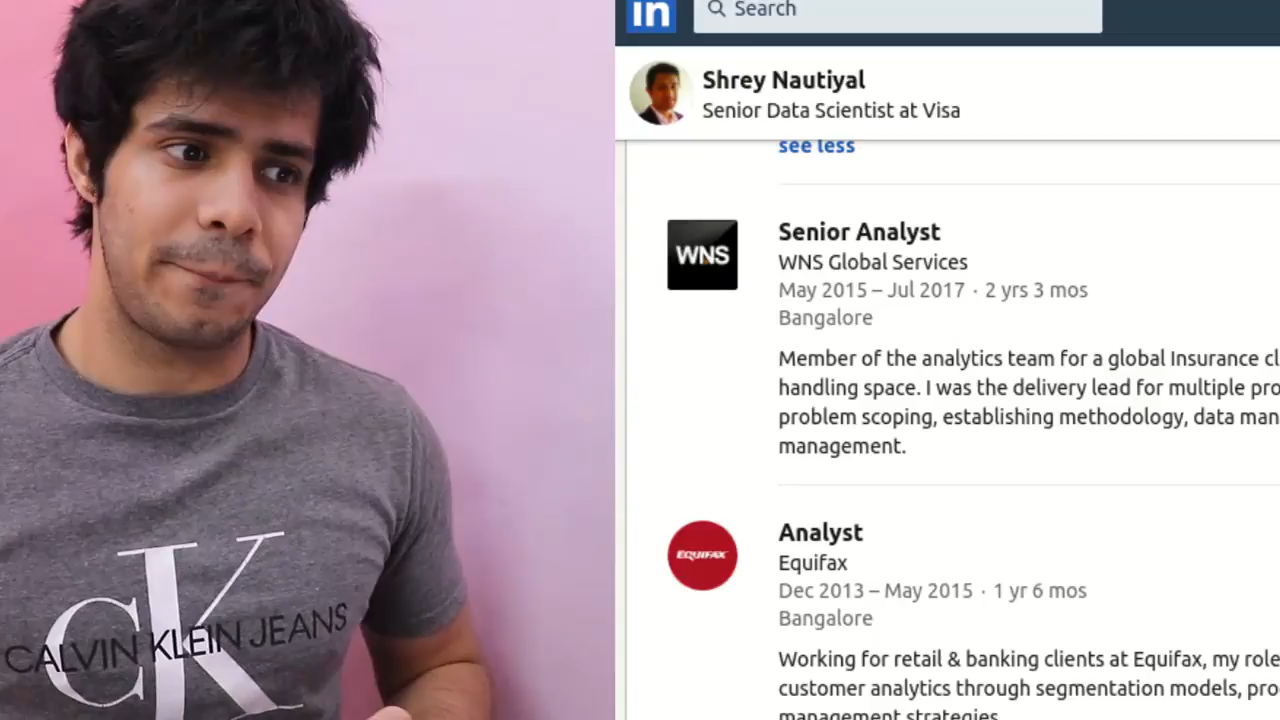 in
Search
Shrey Nautiyal
Senior Data Scientist at Visa
see less
WNS
Senior Analyst
WNS Global Services
May 2015 – Jul 2017 · 2 yrs 3 mos
Bangalore
Member of the analytics team for a global Insurance cl
handling space. I was the delivery lead for multiple pro
problem scoping, establishing methodology, data man
management.
EQUIFAX
Analyst
Equifax
Dec 2013 – May 2015 · 1 yr 6 mos
Bangalore
Working for retail & banking clients at Equifax, my role
customer analytics through segmentation models, pro
management strategies.
CK
CALVIN KLEIN JEANS